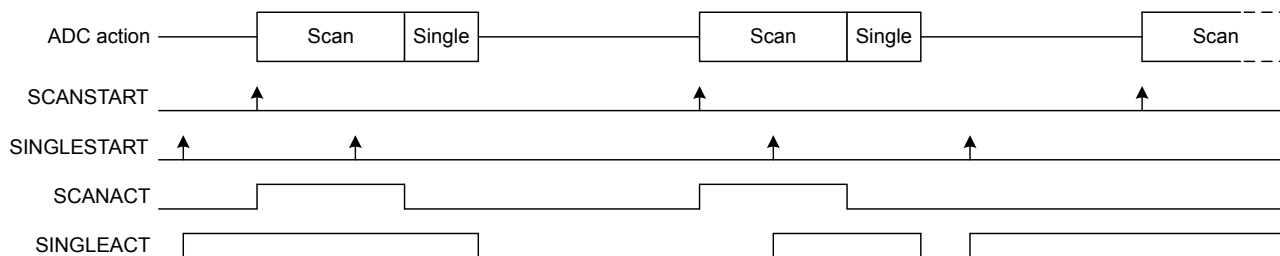 ADC action
Scan
Single
Scan
Single
Scan
SCANSTART
SINGLESTART
SCANACT
SINGLEACT